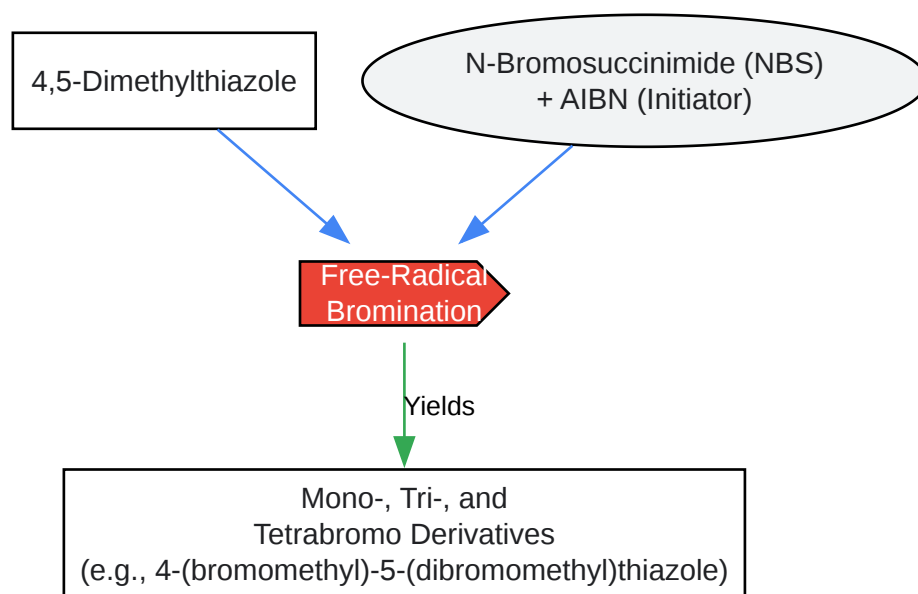 4,5-Dimethylthiazole
N-Bromosuccinimide (NBS)
+ AIBN (Initiator)
Free-Radical
Bromination
Yields
Mono-, Tri-, and
Tetrabromo Derivatives
(e.g., 4-(bromomethyl)-5-(dibromomethyl)thiazole)